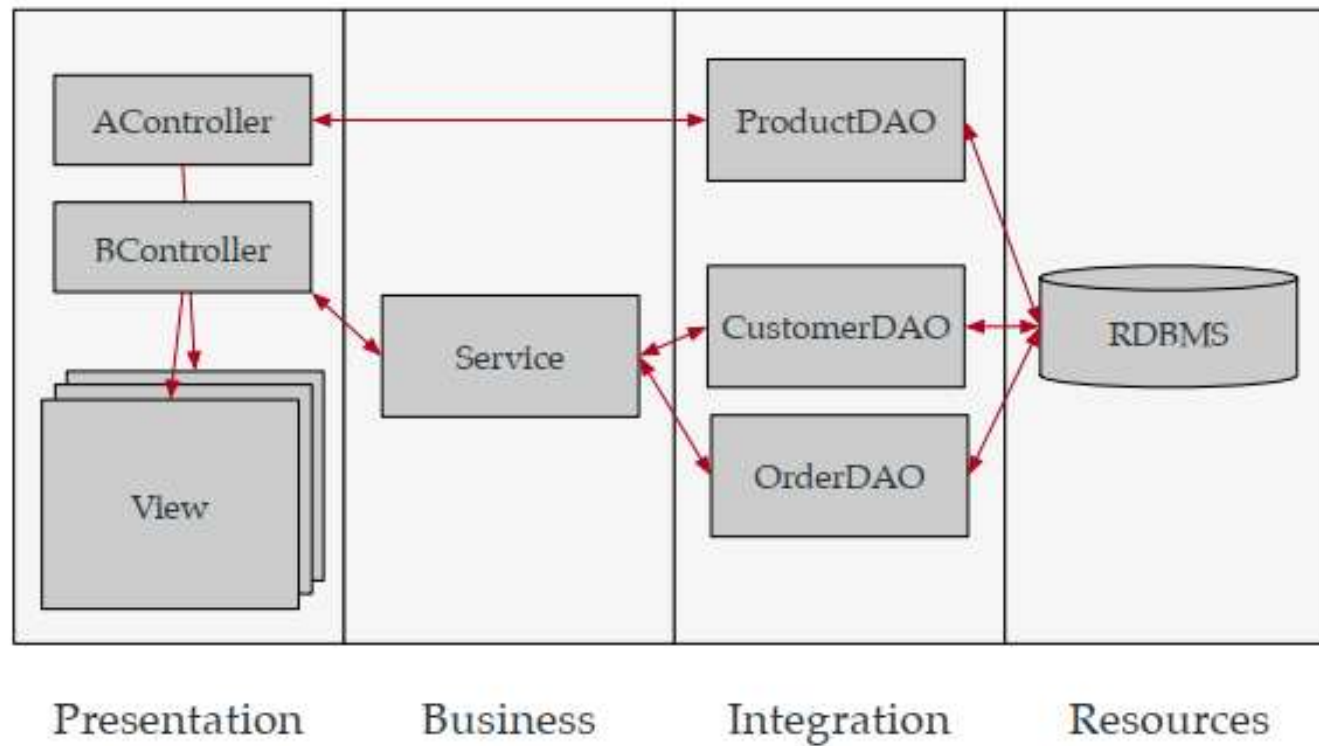 AController
ProductDAO
BController
CustomerDAO
RDBMS
Service
OrderDAO
View
Presentation
Business
Integration
Resources